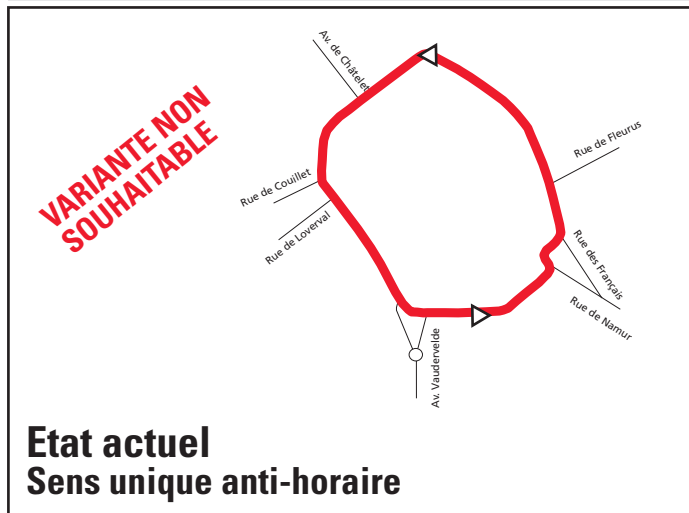 Av. de Châtelet
VARIANTE NON
SOUHAITABLE
Rue de Fleurus
Rue de Couillet
Rue de Loverval
Rue des Français
Rue de Namur
Av. Vaudervelde
Etat actuel
Sens unique anti-horaire